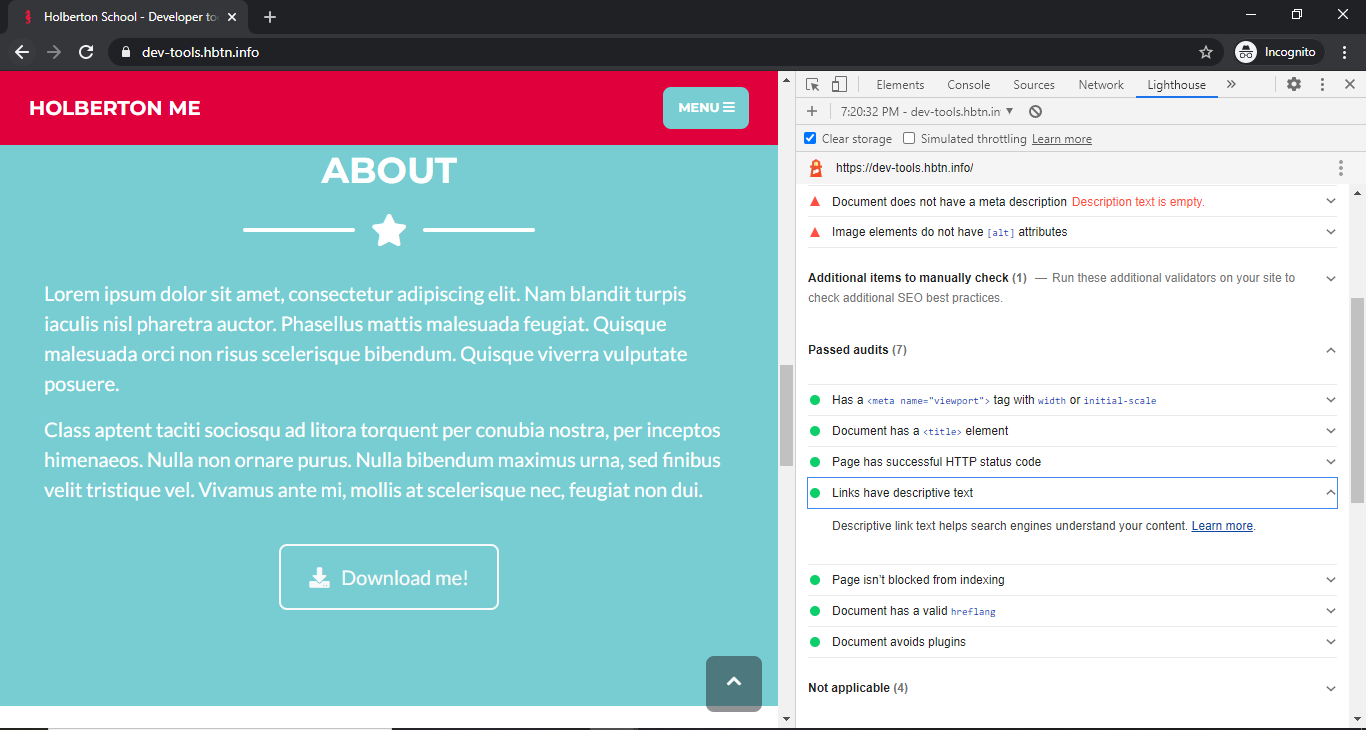 Holberton School - Developer to
dev-tools.hbtn.info
Incognito
HOLBERTON ME
MENU
ABOUT
Lorem ipsum dolor sit amet, consectetur adipiscing elit. Nam blandit turpis
iaculis nisl pharetra auctor. Phasellus mattis malesuada feugiat. Quisque
malesuada orci non risus scelerisque bibendum. Quisque viverra vulputate
posuere.
Class aptent taciti sociosqu ad litora torquent per conubia nostra, per inceptos
himenaeos. Nulla non ornare purus. Nulla bibendum maximus urna, sed finibus
velit tristique vel. Vivamus ante mi, mollis at scelerisque nec, feugiat non dui.
Download me!
Elements Console Sources Network Lighthouse
7:20:32 PM - dev-tools.hbtn.in
Clear storage Simulated throttling Learn more
https://dev-tools.hbtn.info/
Document does not have a meta description Description text is empty.
Image elements do not have [alt] attributes
Additional items to manually check (1) — Run these additional validators on your site to
check additional SEO best practices.
Passed audits (7)
Has a <meta name="viewport"> tag with width or initial-scale
Document has a <title> element
Page has successful HTTP status code
Links have descriptive text
Descriptive link text helps search engines understand your content. Learn more.
Page isn't blocked from indexing
Document has a valid hreflang
Document avoids plugins
Not applicable (4)